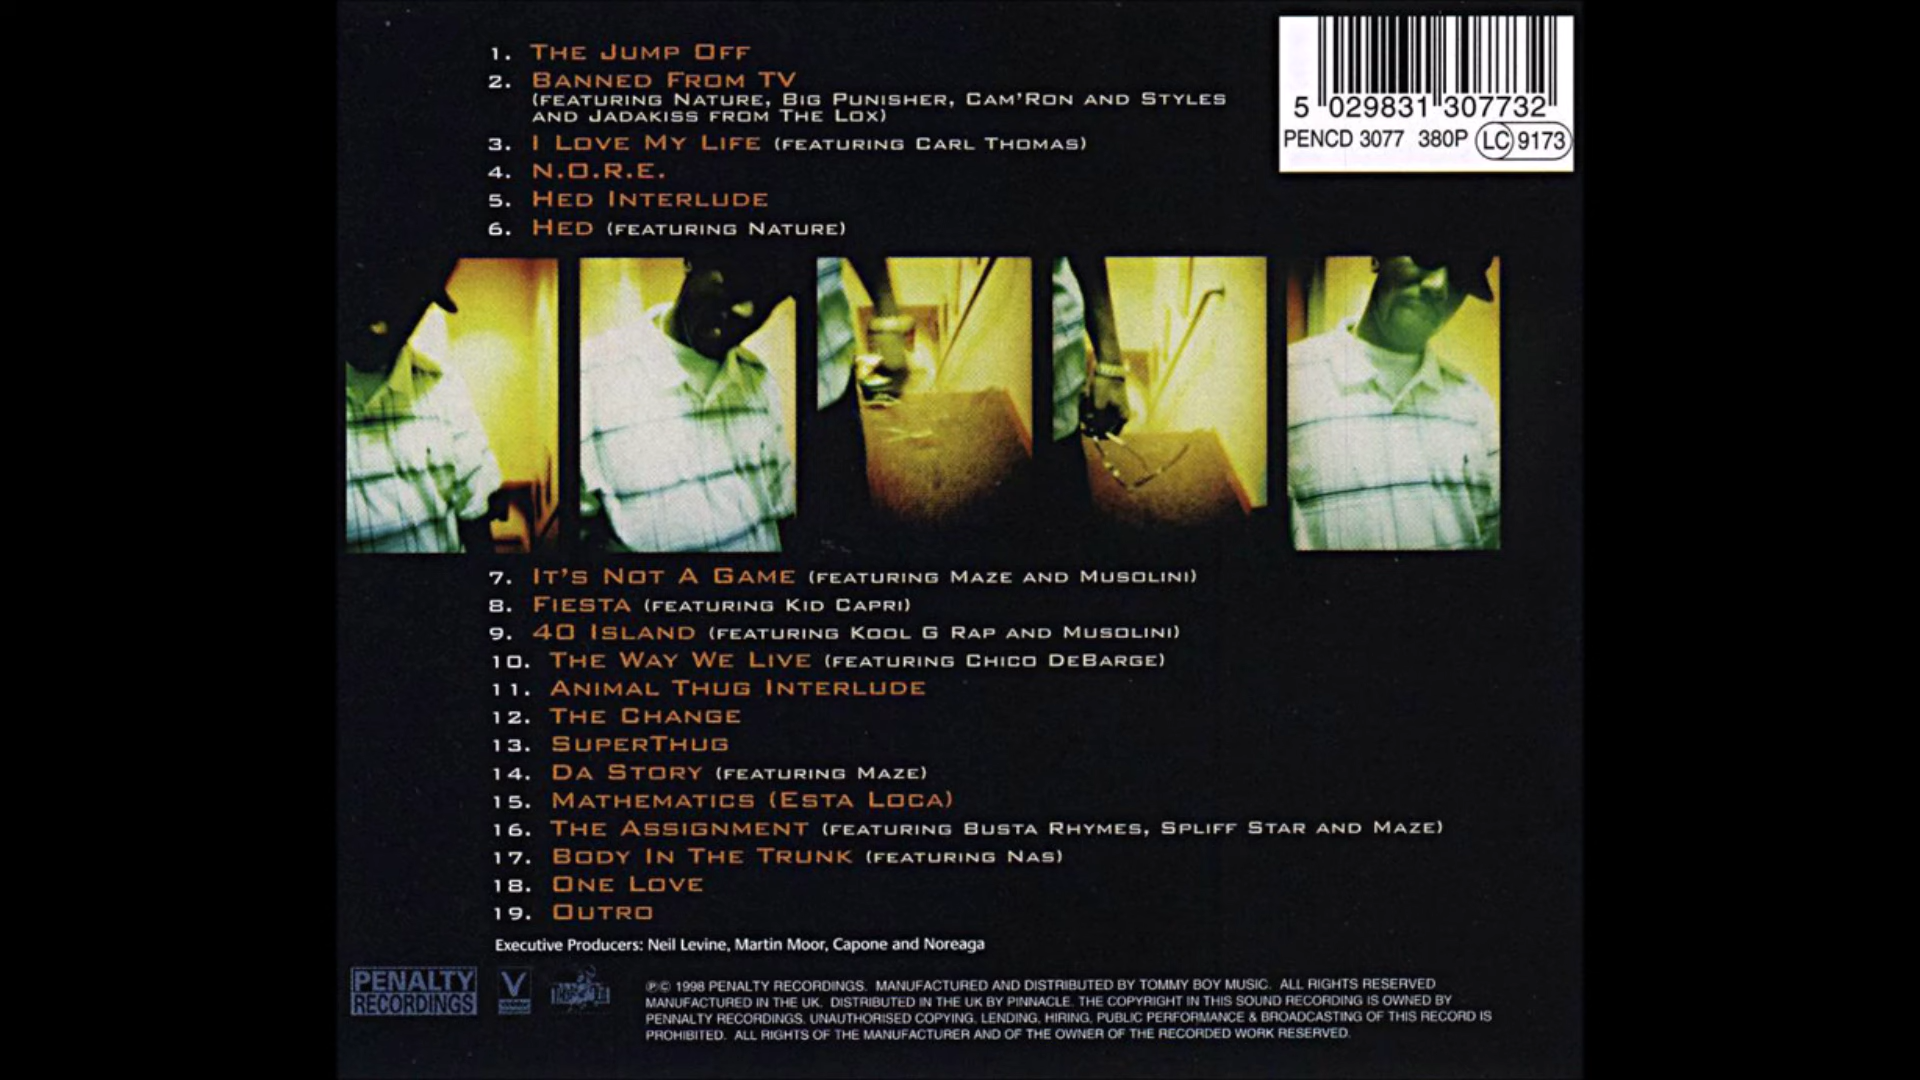 1. The Jump Off
2. Banned From TV
(featuring Nature, Big Punisher, Cam'Ron and Styles
and Jadakiss from The Lox)
3. I Love My Life (featuring Carl Thomas)
4. N.O.R.E.
5. Hed Interlude
6. Hed (featuring Nature)
5 029831 307732
PENCD 3077 380P LC 9173
7. It's Not A Game (featuring Maze and Musolini)
8. Fiesta (featuring Kid Capri)
9. 40 Island (featuring Kool G Rap and Musolini)
10. The Way We Live (featuring Chico DeBarge)
11. Animal Thug Interlude
12. The Change
13. SuperThug
14. Da Story (featuring Maze)
15. Mathematics (Esta Loca)
16. The Assignment (featuring Busta Rhymes, Spliff Star and Maze)
17. Body In The Trunk (featuring Nas)
18. One Love
19. Outro
Executive Producers: Neil Levine, Martin Moor, Capone and Noreaga
PENALTY
RECORDINGS
V
℗© 1998 PENALTY RECORDINGS. MANUFACTURED AND DISTRIBUTED BY TOMMY BOY MUSIC. ALL RIGHTS RESERVED
MANUFACTURED IN THE UK. DISTRIBUTED IN THE UK BY PINNACLE. THE COPYRIGHT IN THIS SOUND RECORDING IS OWNED BY
PENNALTY RECORDINGS. UNAUTHORISED COPYING, LENDING, HIRING, PUBLIC PERFORMANCE & BROADCASTING OF THIS RECORD IS
PROHIBITED. ALL RIGHTS OF THE MANUFACTURER AND OF THE OWNER OF THE RECORDED WORK RESERVED.